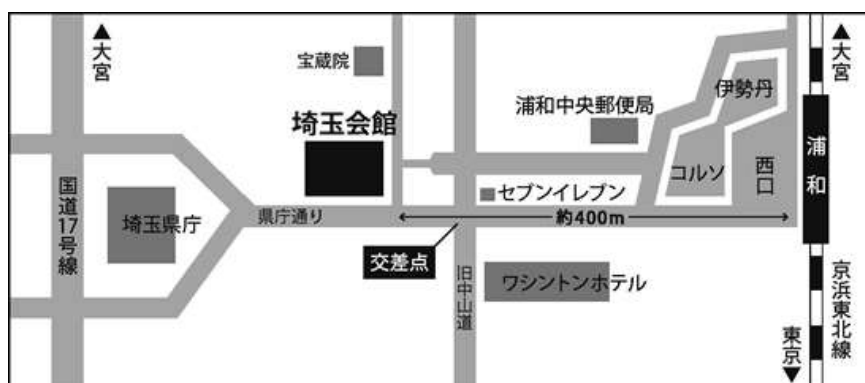 ▲大宮
宝蔵院
埼玉会館
浦和中央郵便局
伊勢丹
▲大宮
国道17号線
埼玉県庁
県庁通り
セブンイレブン
コルソ
西口
浦和
約400m
交差点
旧中山道
ワシントンホテル
京浜東北線
東京▼